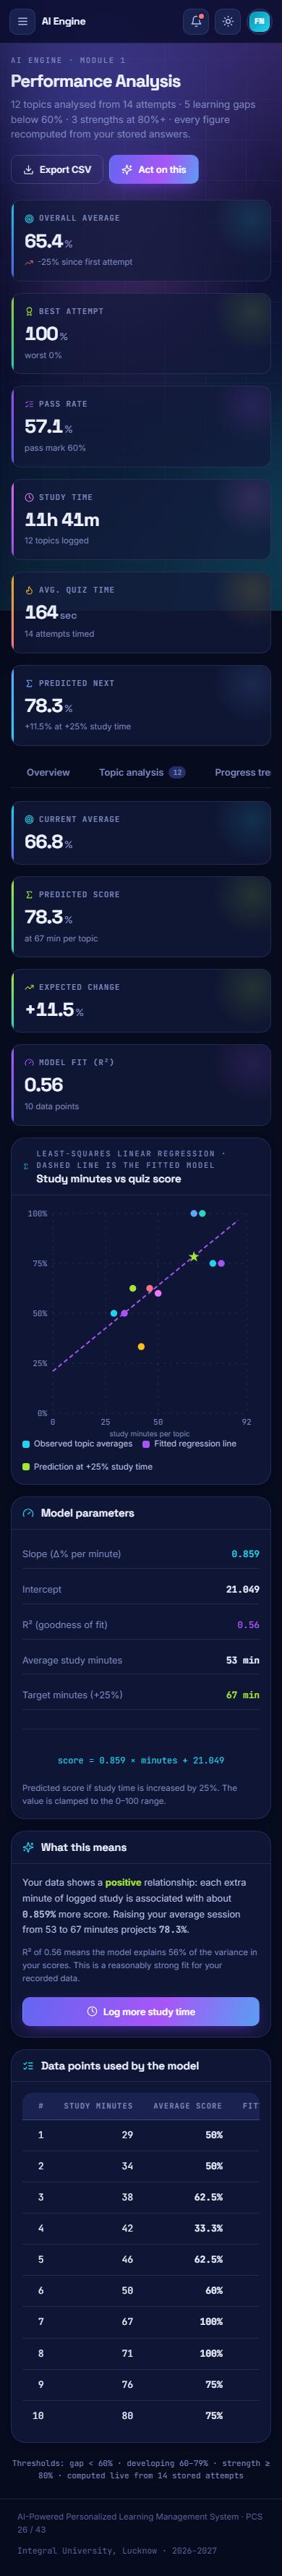 AI Engine
FN
AI ENGINE · MODULE 1
Performance Analysis
12 topics analysed from 14 attempts · 5 learning gaps
below 60% · 3 strengths at 80%+ · every figure
recomputed from your stored answers.
Export CSV
Act on this
OVERALL AVERAGE
65.4%
-25% since first attempt
BEST ATTEMPT
100%
worst 0%
PASS RATE
57.1%
pass mark 60%
STUDY TIME
11h 41m
12 topics logged
AVG. QUIZ TIME
164sec
14 attempts timed
PREDICTED NEXT
78.3%
+11.5% at +25% study time
Overview
Topic analysis 12
Progress tre
CURRENT AVERAGE
66.8%
PREDICTED SCORE
78.3%
at 67 min per topic
EXPECTED CHANGE
+11.5%
MODEL FIT (R²)
0.56
10 data points
LEAST-SQUARES LINEAR REGRESSION ·
DASHED LINE IS THE FITTED MODEL
Study minutes vs quiz score
100%
75%
50%
25%
0%
0 25 50 92
study minutes per topic
Observed topic averages
Fitted regression line
Prediction at +25% study time
Model parameters
Slope (Δ% per minute) 0.859
Intercept 21.049
R² (goodness of fit) 0.56
Average study minutes 53 min
Target minutes (+25%) 67 min
score = 0.859 × minutes + 21.049
Predicted score if study time is increased by 25%. The
value is clamped to the 0–100 range.
What this means
Your data shows a positive relationship: each extra
minute of logged study is associated with about
0.859% more score. Raising your average session
from 53 to 67 minutes projects 78.3%.
R² of 0.56 means the model explains 56% of the variance in
your scores. This is a reasonably strong fit for your
recorded data.
Log more study time
Data points used by the model
# STUDY MINUTES AVERAGE SCORE FIT
1 29 50%
2 34 50%
3 38 62.5%
4 42 33.3%
5 46 62.5%
6 50 60%
7 67 100%
8 71 100%
9 76 75%
10 80 75%
Thresholds: gap < 60% · developing 60–79% · strength ≥
80% · computed live from 14 stored attempts
AI-Powered Personalized Learning Management System · PCS
26 / 43
Integral University, Lucknow · 2026-2027